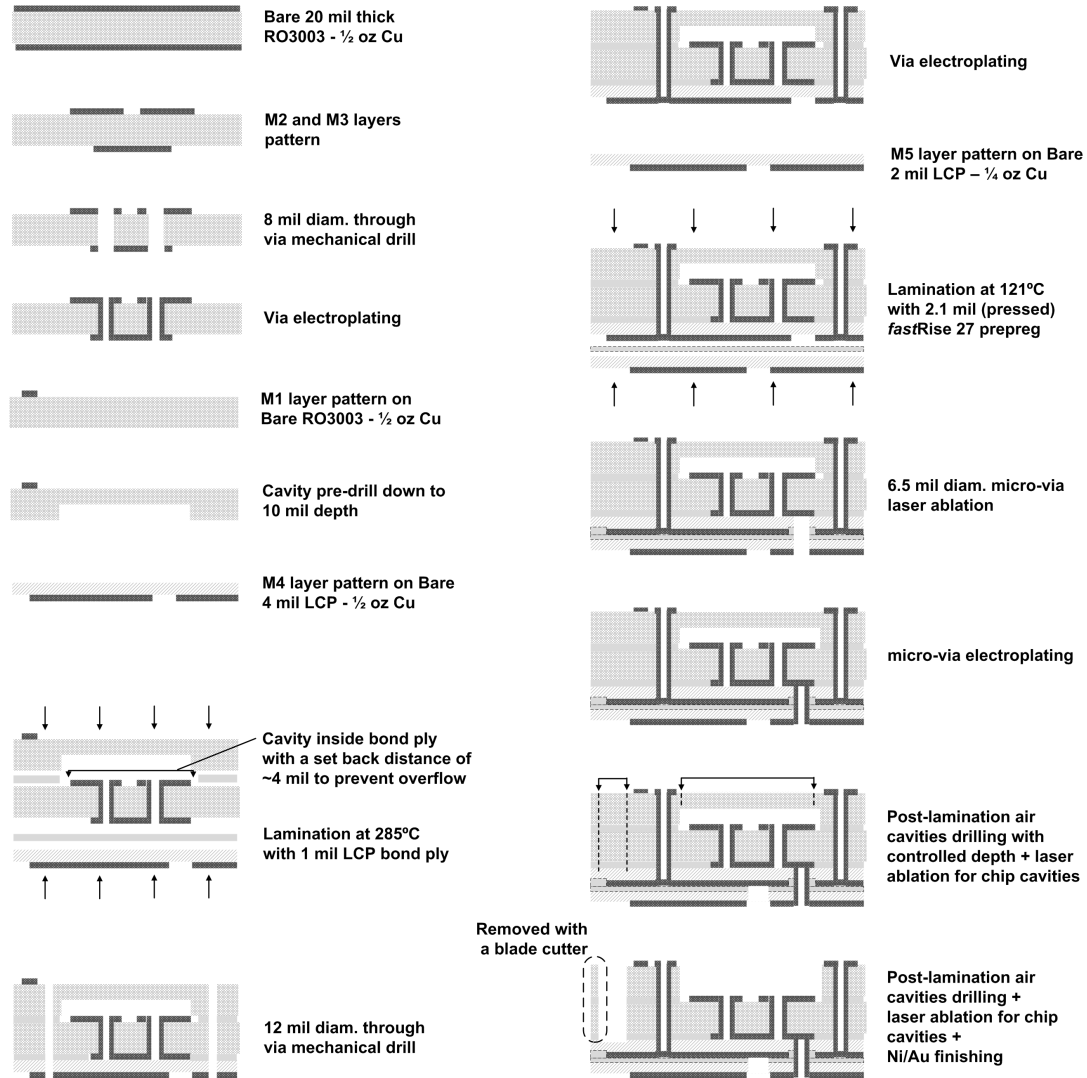 Bare 20 mil thick
RO3003 - ½ oz Cu
M2 and M3 layers
pattern
8 mil diam. through
via mechanical drill
Via electroplating
M1 layer pattern on
Bare RO3003 - ½ oz Cu
Cavity pre-drill down to
10 mil depth
M4 layer pattern on Bare
4 mil LCP - ½ oz Cu
Cavity inside bond ply
with a set back distance of
~4 mil to prevent overflow
Lamination at 285ºC
with 1 mil LCP bond ply
12 mil diam. through
via mechanical drill
Via electroplating
M5 layer pattern on Bare
2 mil LCP – ¼ oz Cu
Lamination at 121ºC
with 2.1 mil (pressed)
fastRise 27 prepreg
6.5 mil diam. micro-via
laser ablation
micro-via electroplating
Post-lamination air
cavities drilling with
controlled depth + laser
ablation for chip cavities
Removed with
a blade cutter
Post-lamination air
cavities drilling +
laser ablation for chip
cavities +
Ni/Au finishing